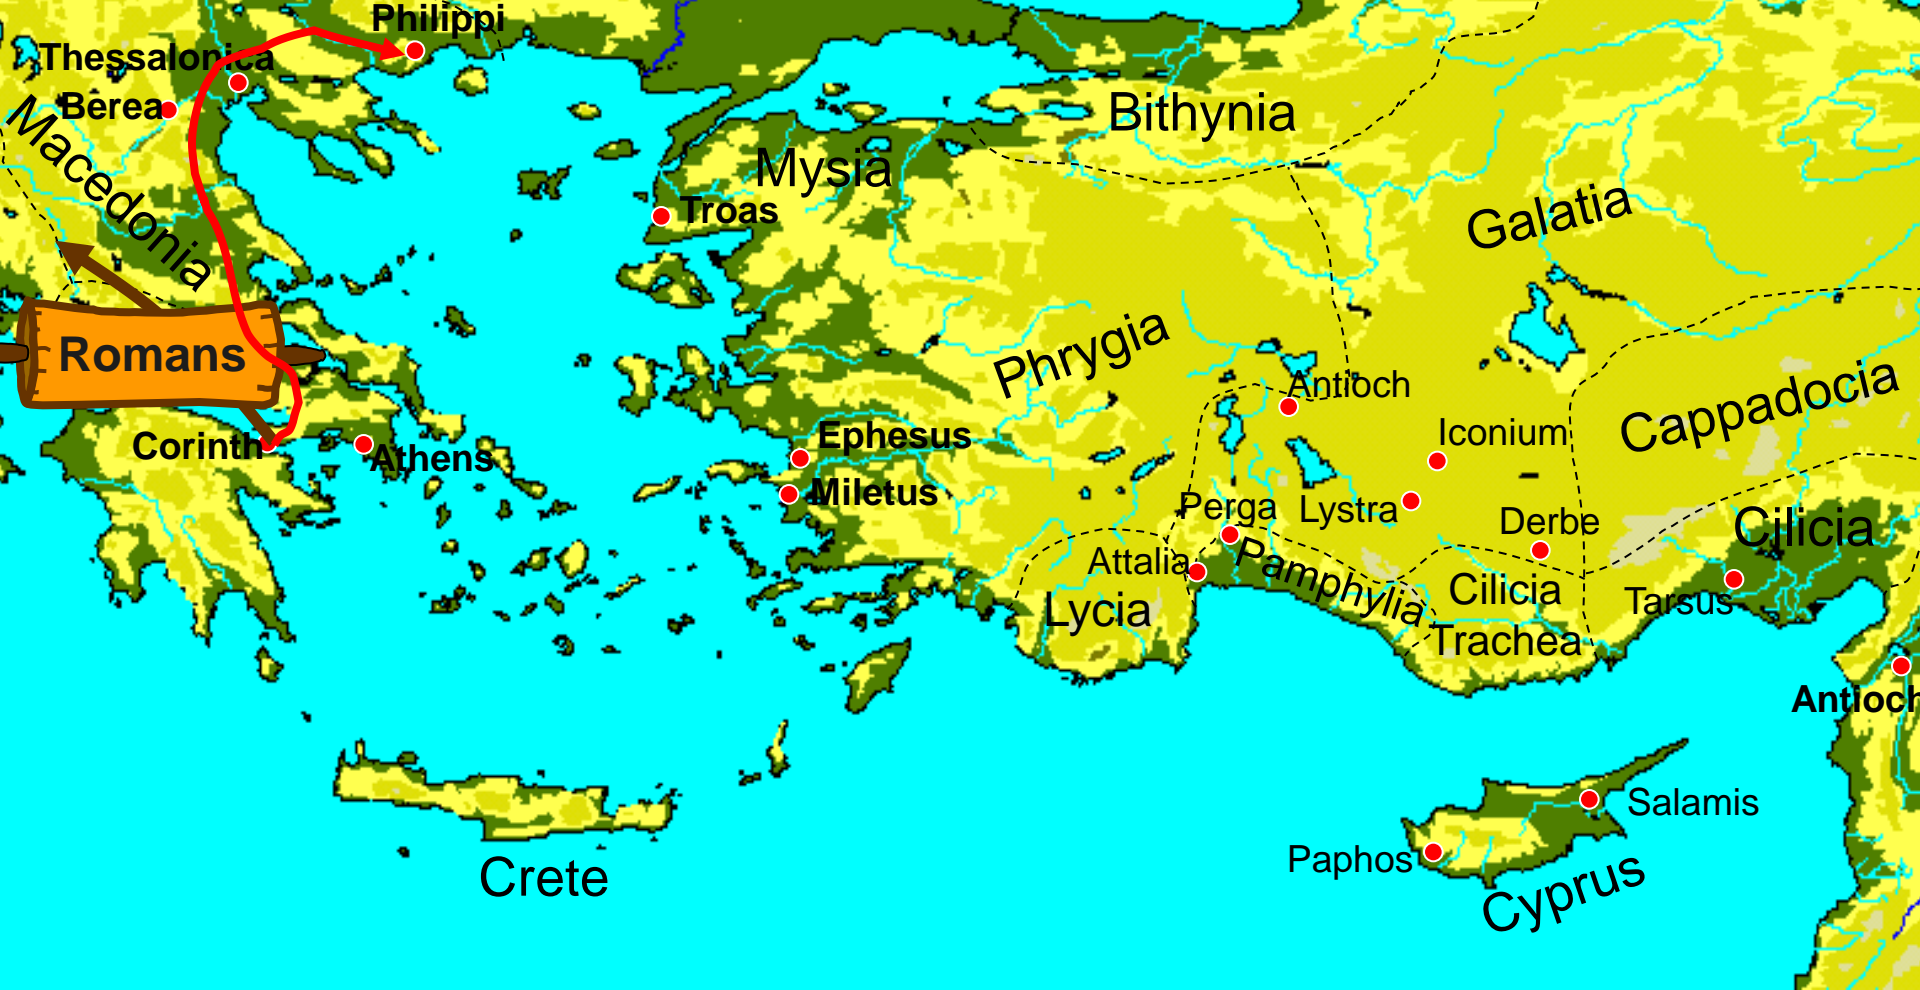 Philippi
Thessalonica
Berea
Macedonia
Bithynia
Mysia
Troas
Galatia
Romans
Phrygia
Antioch
Cappadocia
Corinth
Athens
Ephesus
Miletus
Iconium
Perga
Lystra
Derbe
Cilicia
Attalia
Pamphylia
Lycia
Cilicia
Trachea
Tarsus
Antioch
Salamis
Paphos
Cyprus
Crete